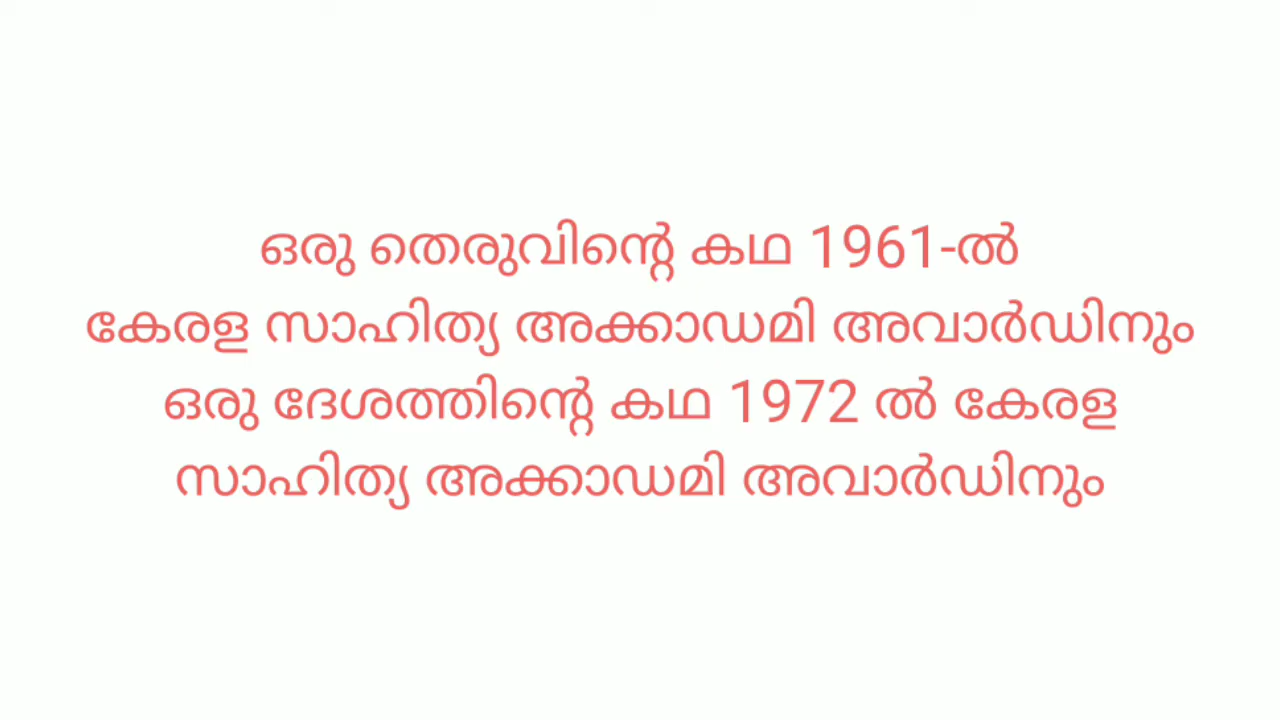 ഒരു തെരുവിന്റെ കഥ 1961-ൽ
കേരള സാഹിത്യ അക്കാഡമി അവാർഡിനും
ഒരു ദേശത്തിന്റെ കഥ 1972 ൽ കേരള
സാഹിത്യ അക്കാഡമി അവാർഡിനും